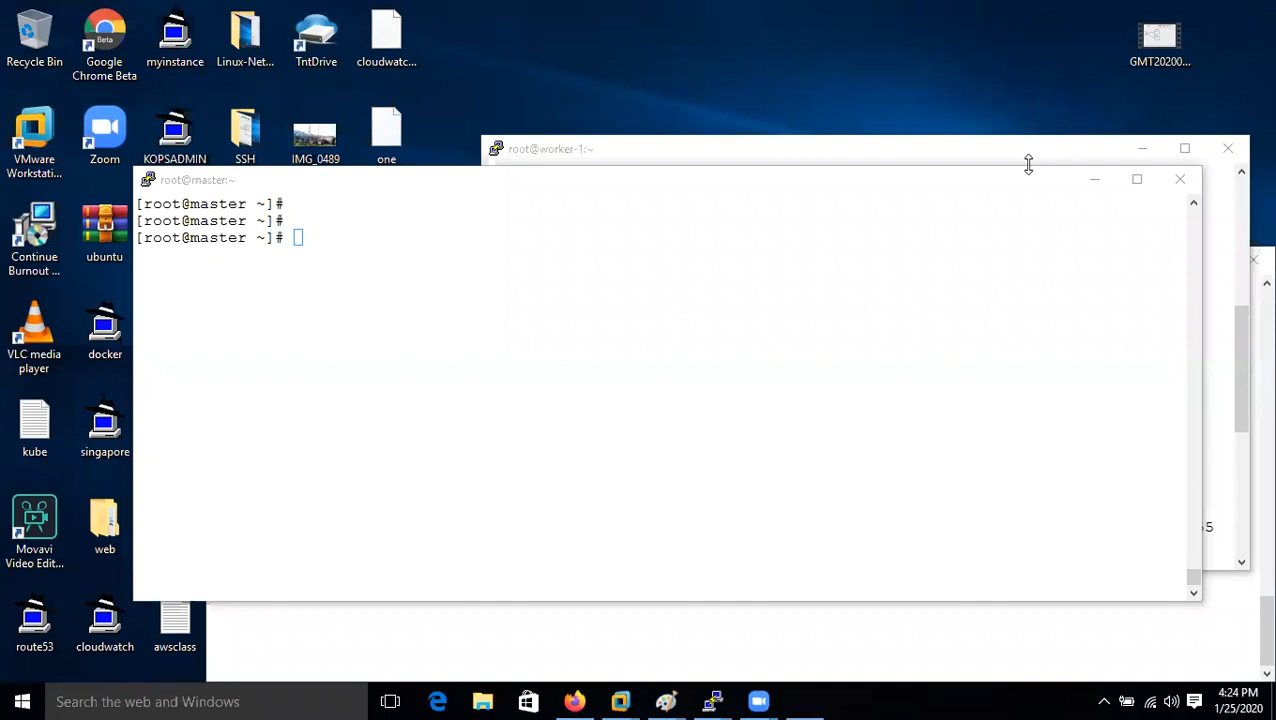 Recycle Bin
Google
Chrome Beta
myinstance
Linux-Net...
TntDrive
cloudwatc...
GMT20200...
VMware
Workstati...
Zoom
KOPSADMIN
SSH
IMG_0489
one
root@worker-1:~
root@master:~
[root@master ~]#
[root@master ~]#
[root@master ~]#
Continue
Burnout ...
ubuntu
VLC media
player
docker
kube
singapore
55
Movavi
Video Edit...
web
route53
cloudwatch
awsclass
Search the web and Windows
4:24 PM
1/25/2020